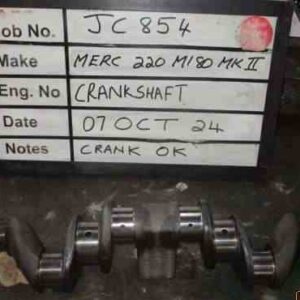 Job No. JC 854
Make MERC 220 M180 MK II
Eng. No CRANKSHAFT
Date 07 OCT 24
Notes CRANK OK